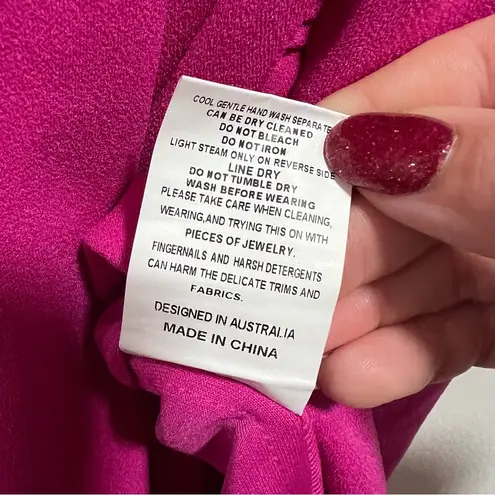 COOL GENTLE HAND WASH SEPARATE
CAN BE DRY CLEANED
DO NOT BLEACH
DO NOT IRON
LIGHT STEAM ONLY ON REVERSE SIDE
LINE DRY
DO NOT TUMBLE DRY
WASH BEFORE WEARING
PLEASE TAKE CARE WHEN CLEANING,
WEARING,AND TRYING THIS ON WITH
PIECES OF JEWELRY.
FINGERNAILS AND HARSH DETERGENTS
CAN HARM THE DELICATE TRIMS AND
FABRICS.
DESIGNED IN AUSTRALIA
MADE IN CHINA